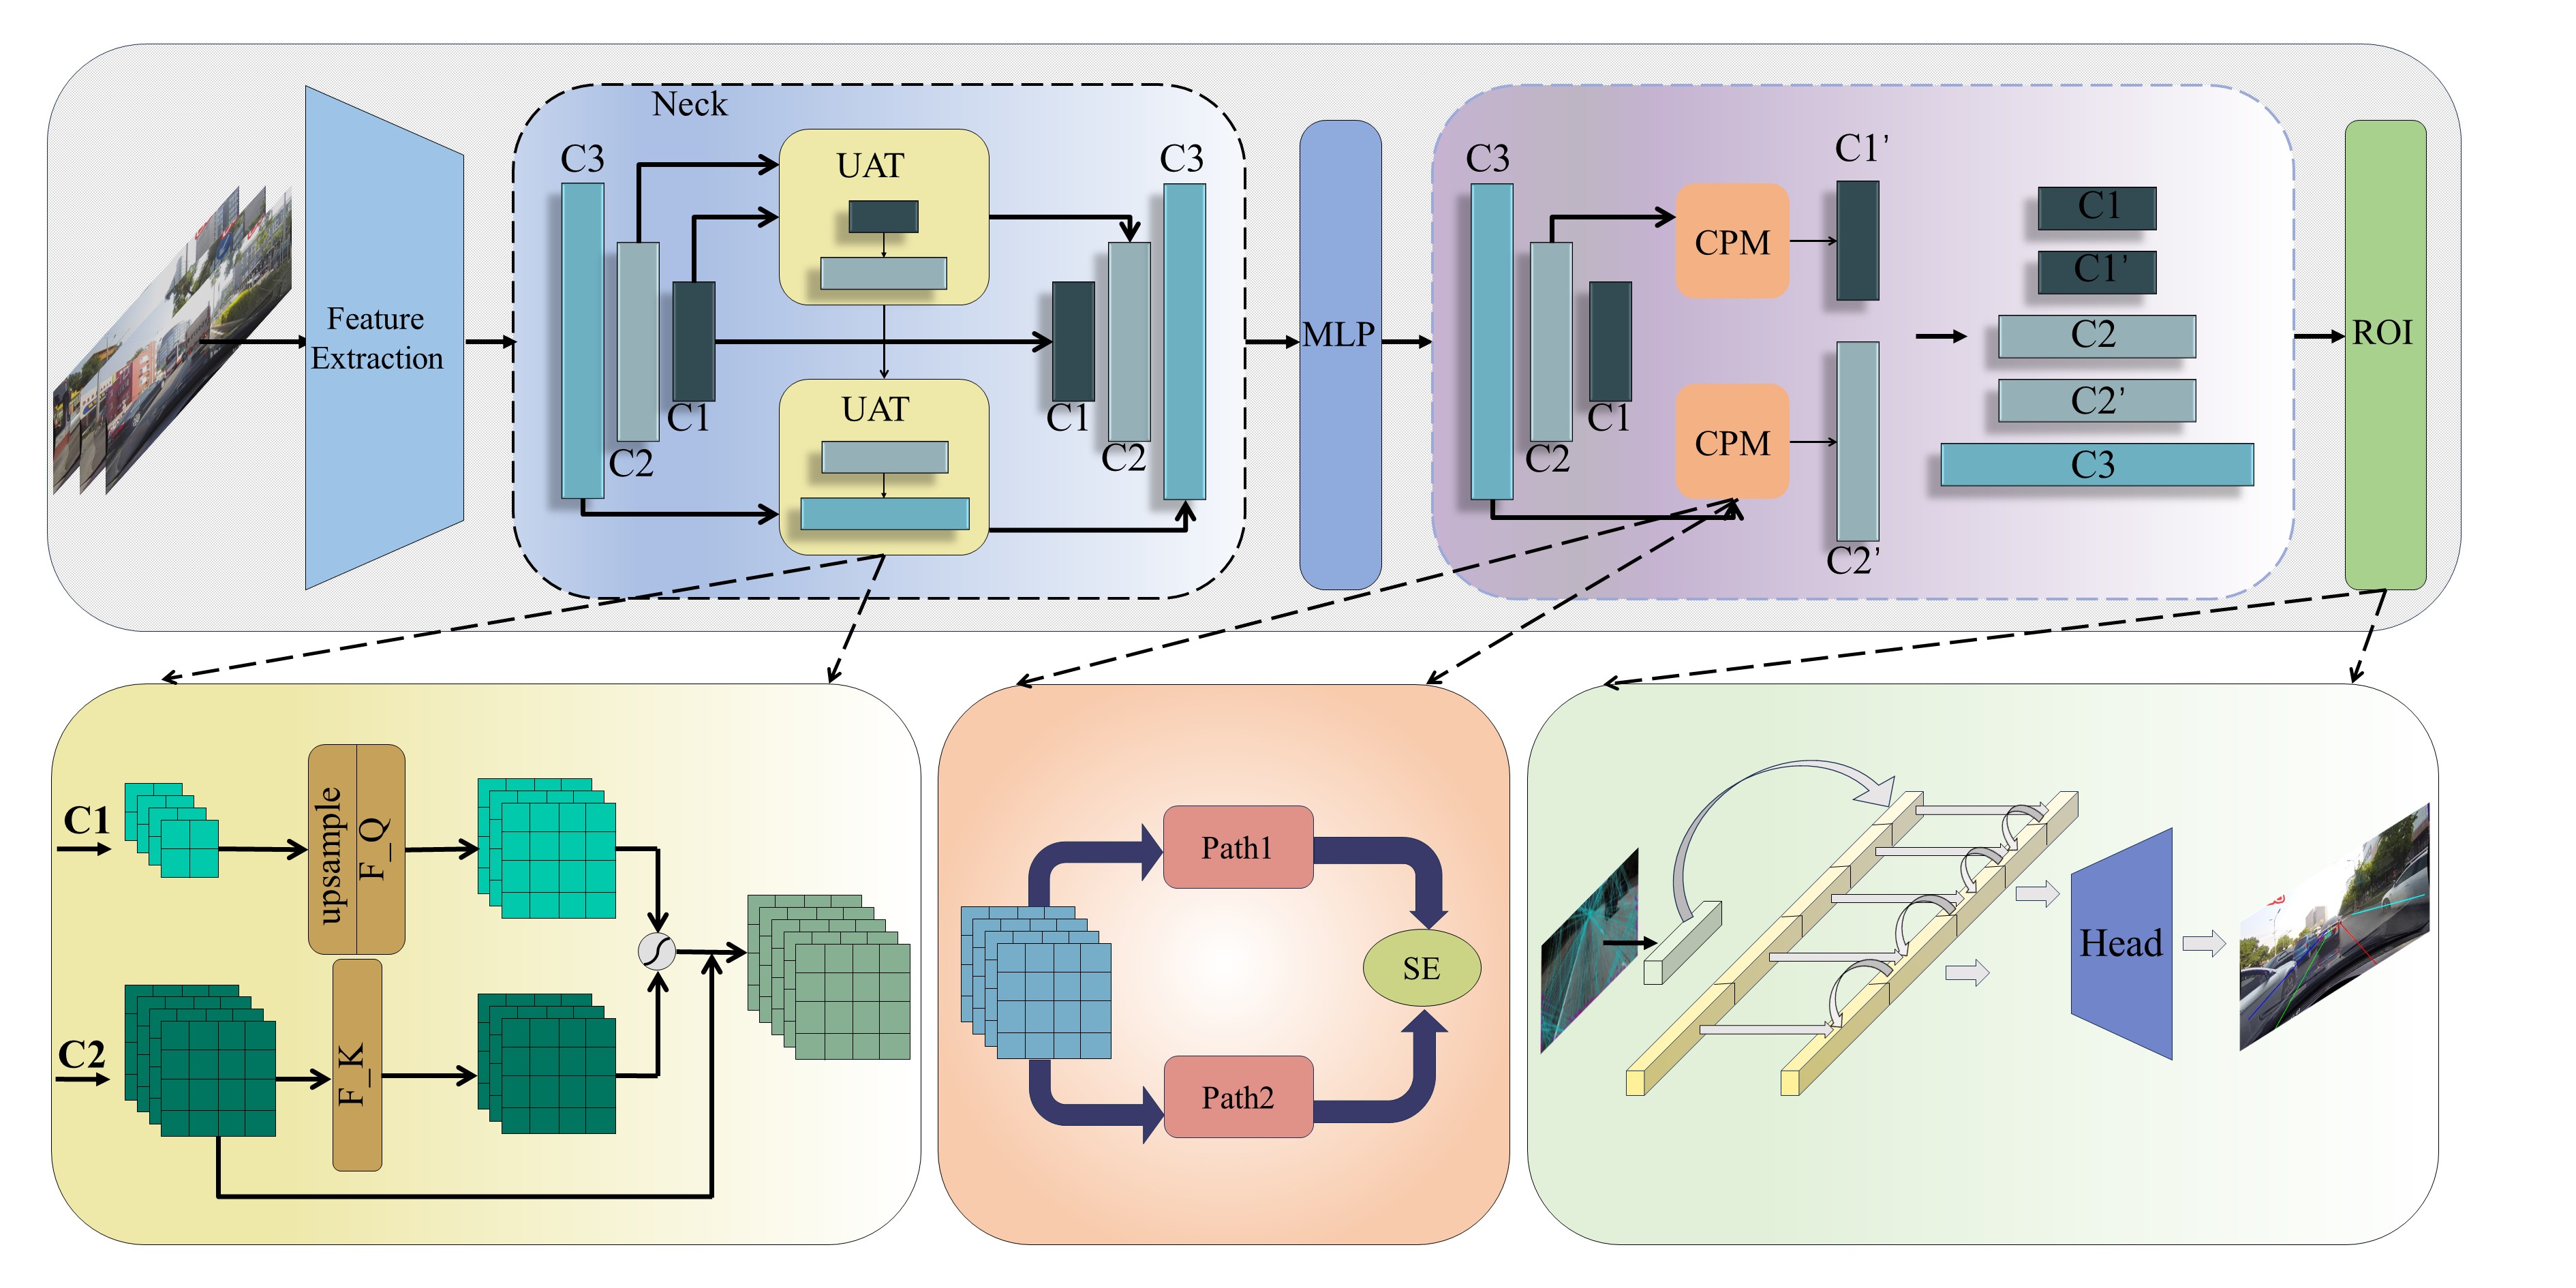 Neck
Feature
Extraction
C3
C2
C1
UAT
UAT
C1
C2
C3
MLP
C3
C2
C1
CPM
CPM
C1’
C2’
C1
C1’
C2
C2’
C3
ROI
C1
upsample
F_Q
C2
F_K
Path1
Path2
SE
Head